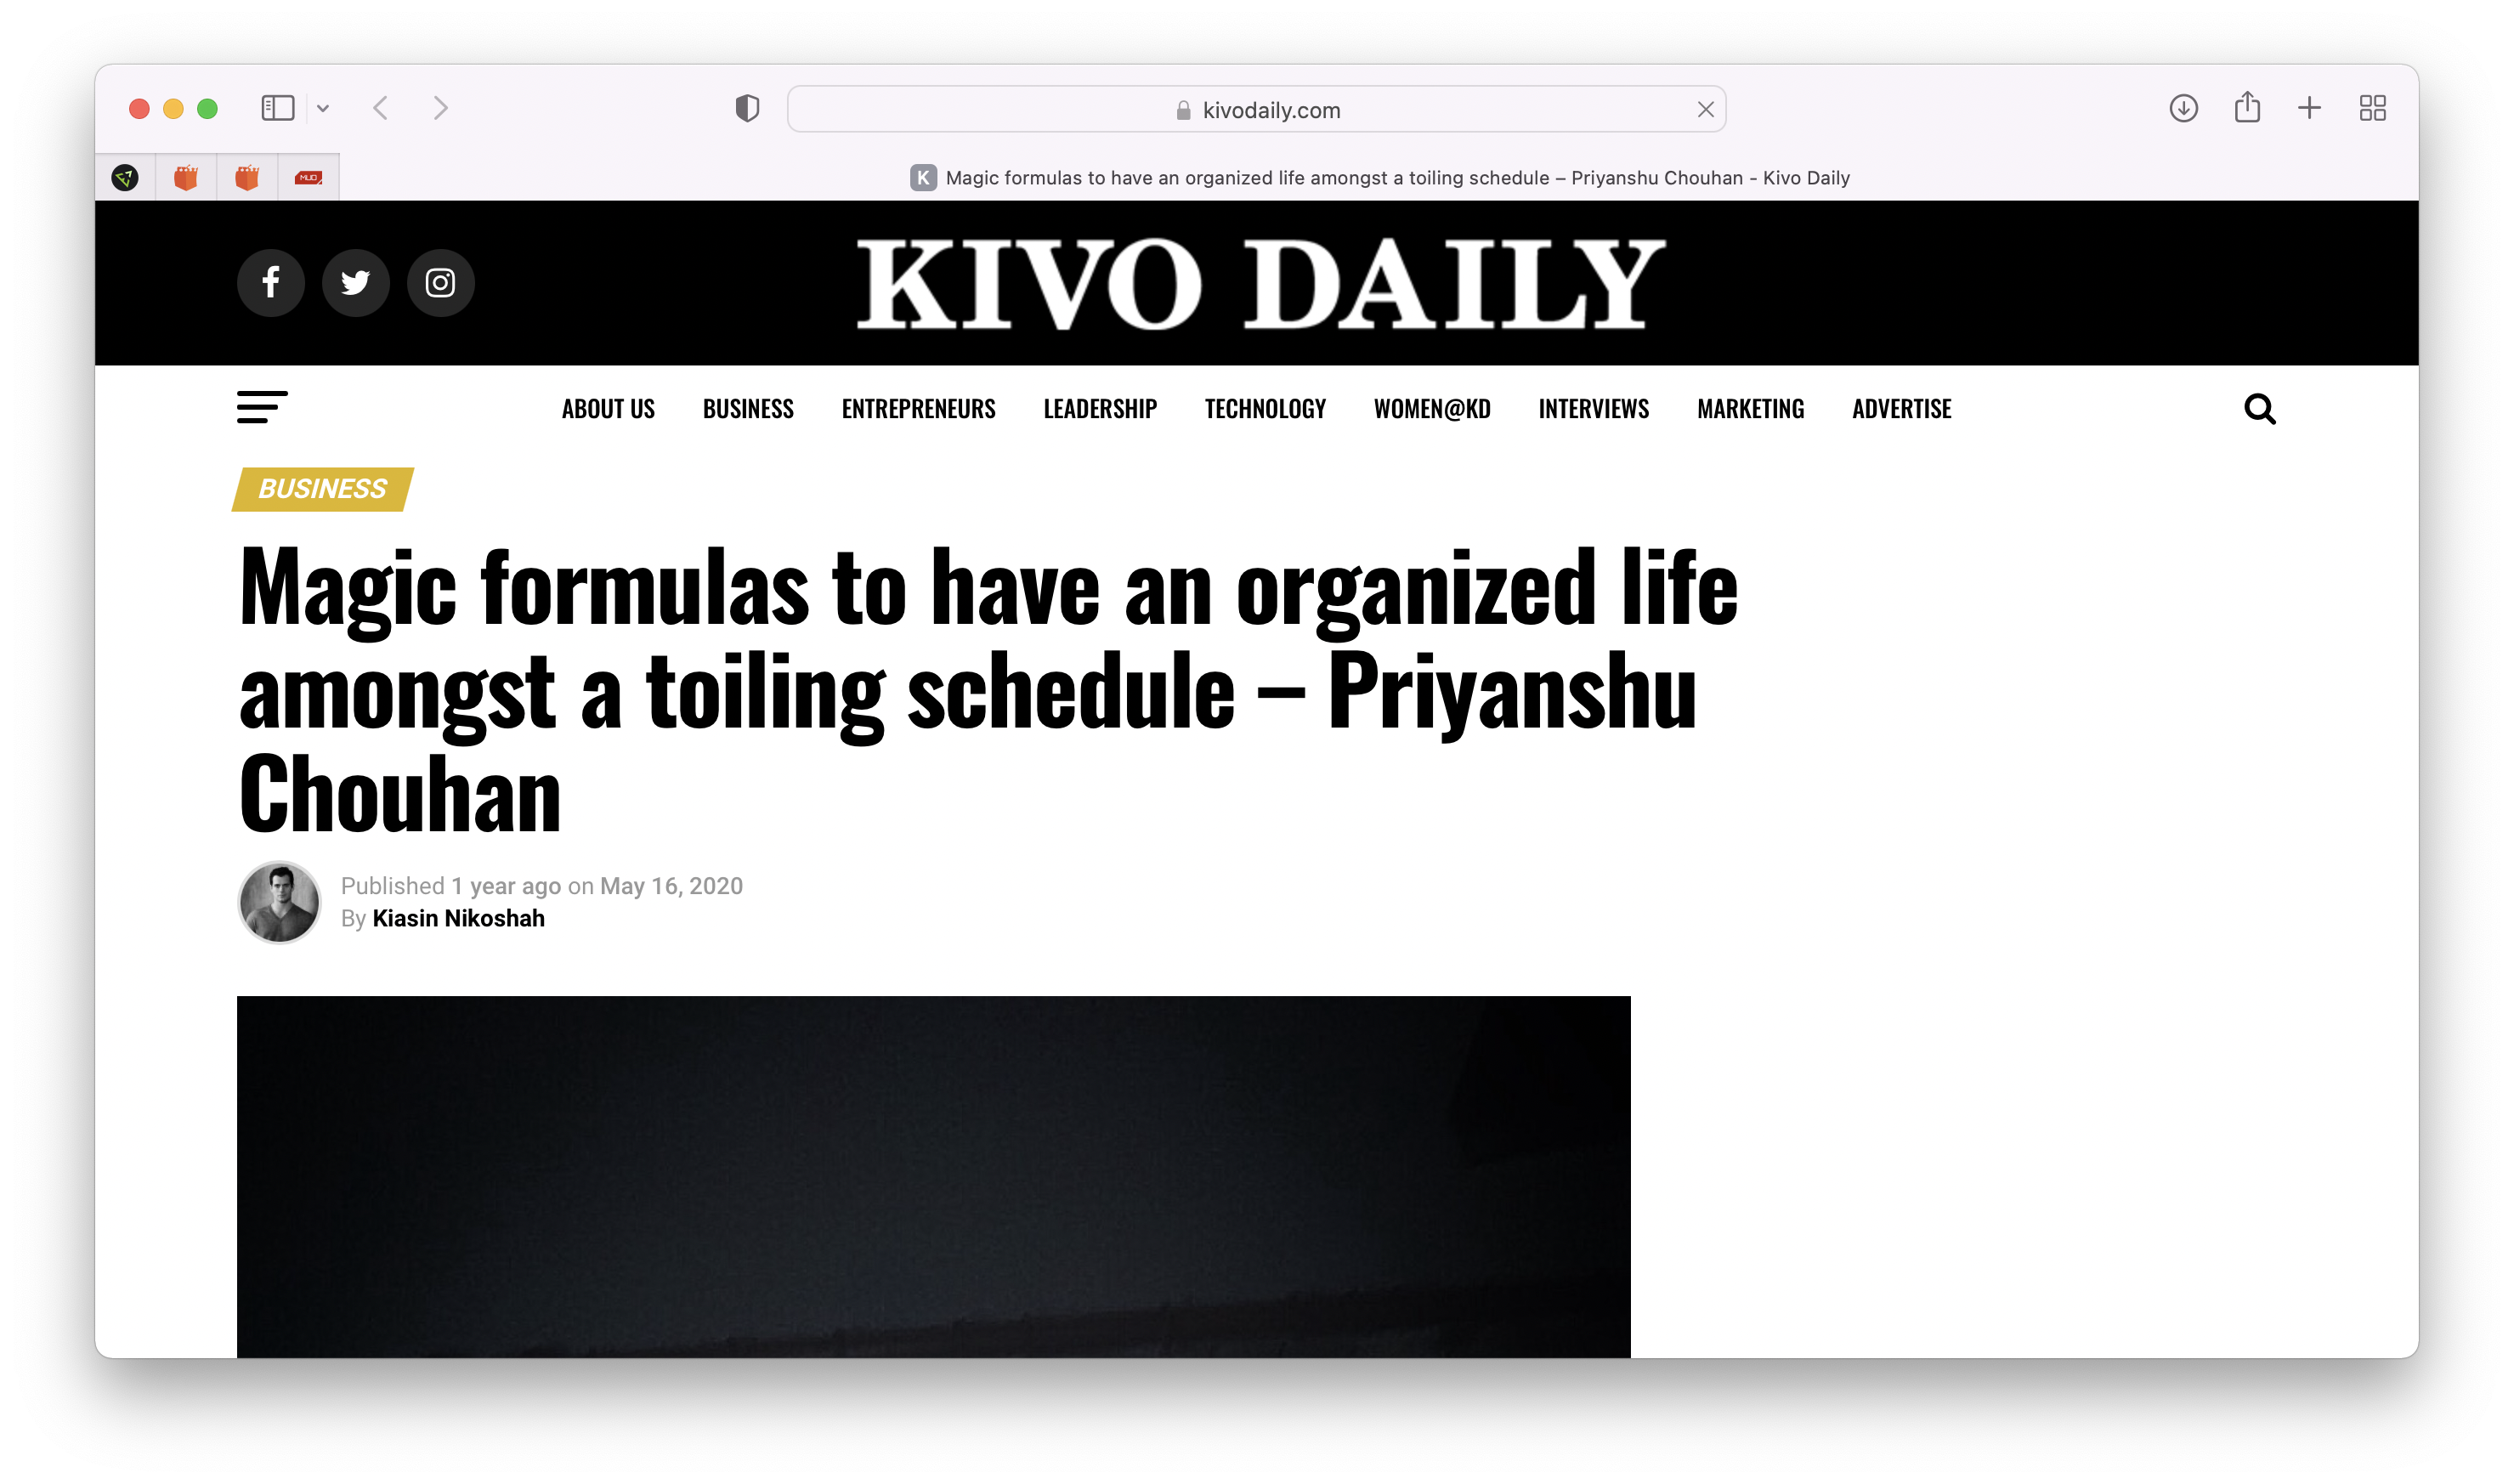 kivodaily.com
MUO
K Magic formulas to have an organized life amongst a toiling schedule – Priyanshu Chouhan - Kivo Daily
KIVO DAILY
ABOUT US BUSINESS ENTREPRENEURS LEADERSHIP TECHNOLOGY WOMEN@KD INTERVIEWS MARKETING ADVERTISE
BUSINESS
Magic formulas to have an organized life
amongst a toiling schedule – Priyanshu
Chouhan
Published 1 year ago on May 16, 2020
By Kiasin Nikoshah